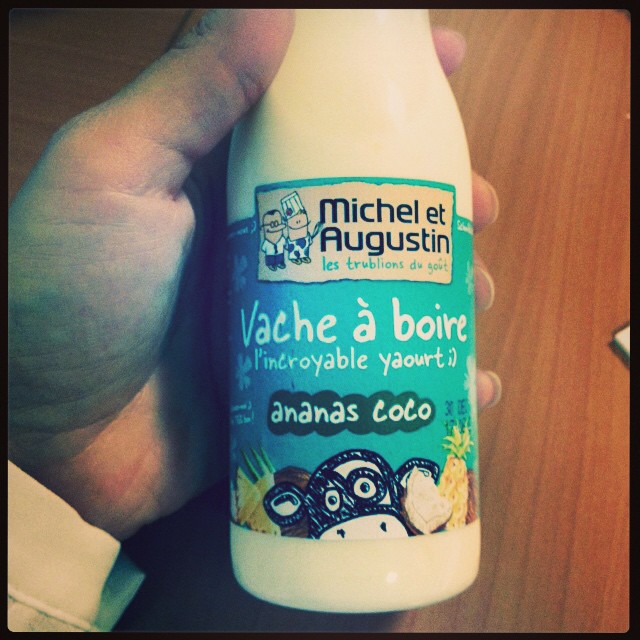 Michel et
Augustin
les trublions du goût
Vache à boire
l'incroyable yaourt ;)
ananas coco